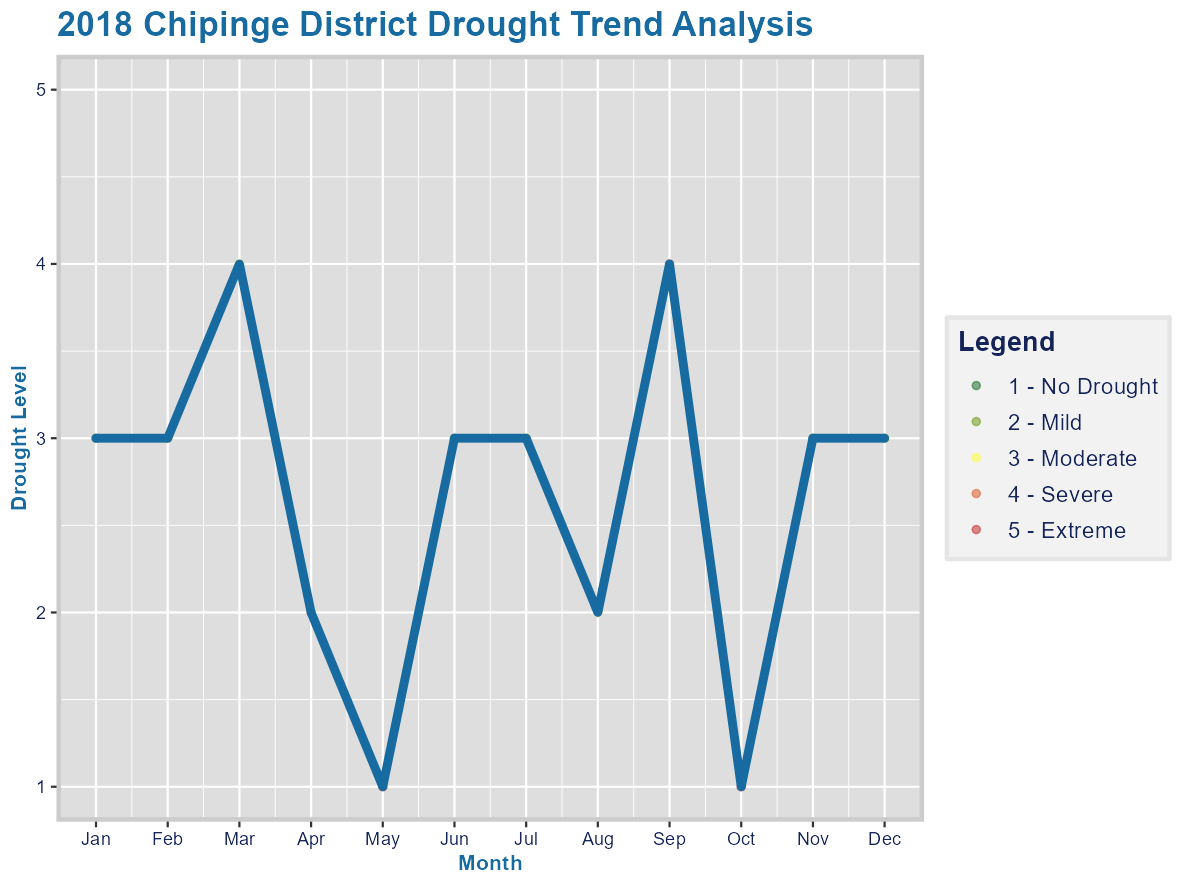 2018 Chipinge District Drought Trend Analysis
Drought Level
5
4
3
2
1
Jan Feb Mar Apr May Jun Jul Aug Sep Oct Nov Dec
Month
Legend
1 - No Drought
2 - Mild
3 - Moderate
4 - Severe
5 - Extreme